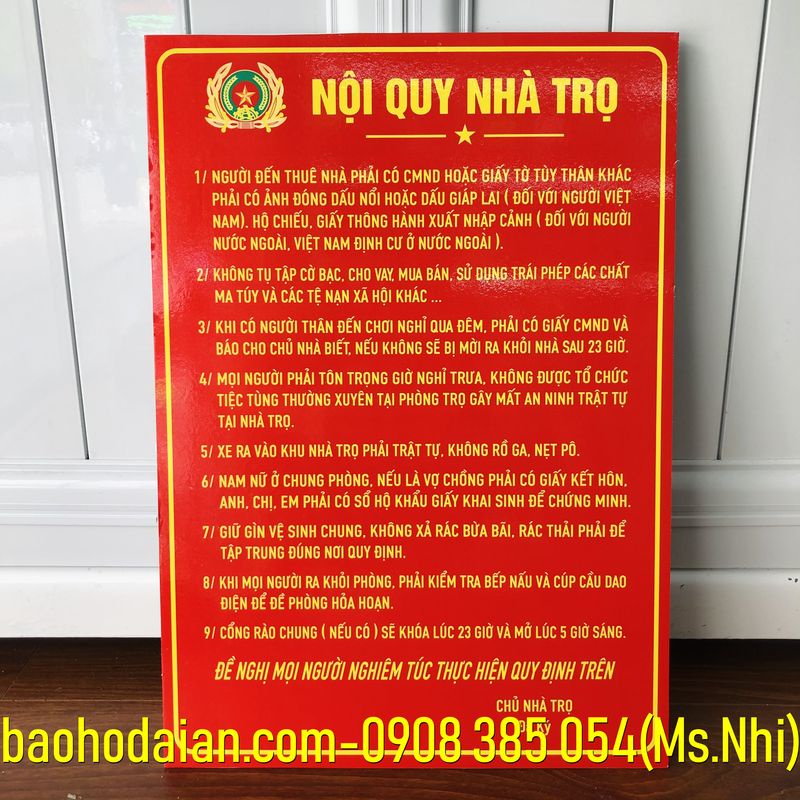 NỘI QUY NHÀ TRỌ
1/ NGƯỜI ĐẾN THUÊ NHÀ PHẢI CÓ CMND HOẶC GIẤY TỜ TÙY THÂN KHÁC
PHẢI CÓ ẢNH ĐÓNG DẤU NỔI HOẶC DẤU GIÁP LAI ( ĐỐI VỚI NGƯỜI VIỆT
NAM). HỘ CHIẾU, GIẤY THÔNG HÀNH XUẤT NHẬP CẢNH ( ĐỐI VỚI NGƯỜI
NƯỚC NGOÀI, VIỆT NAM ĐỊNH CƯ Ở NƯỚC NGOÀI ).
2/ KHÔNG TỤ TẬP CỜ BẠC, CHO VAY, MUA BÁN, SỬ DỤNG TRÁI PHÉP CÁC CHẤT
MA TÚY VÀ CÁC TỆ NẠN XÃ HỘI KHÁC ...
3/ KHI CÓ NGƯỜI THÂN ĐẾN CHƠI NGHỈ QUA ĐÊM, PHẢI CÓ GIẤY CMND VÀ
BÁO CHO CHỦ NHÀ BIẾT, NẾU KHÔNG SẼ BỊ MỜI RA KHỎI NHÀ SAU 23 GIỜ.
4/ MỌI NGƯỜI PHẢI TÔN TRỌNG GIỜ NGHỈ TRƯA, KHÔNG ĐƯỢC TỔ CHỨC
TIỆC TÙNG THƯỜNG XUYÊN TẠI PHÒNG TRỌ GÂY MẤT AN NINH TRẬT TỰ
TẠI NHÀ TRỌ.
5/ XE RA VÀO KHU NHÀ TRỌ PHẢI TRẬT TỰ, KHÔNG RỒ GA, NẸT PÔ.
6/ NAM NỮ Ở CHUNG PHÒNG, NẾU LÀ VỢ CHỒNG PHẢI CÓ GIẤY KẾT HÔN,
ANH, CHỊ, EM PHẢI CÓ SỔ HỘ KHẨU GIẤY KHAI SINH ĐỂ CHỨNG MINH.
7/ GIỮ GÌN VỆ SINH CHUNG, KHÔNG XẢ RÁC BỪA BÃI, RÁC THẢI PHẢI ĐỂ
TẬP TRUNG ĐÚNG NƠI QUY ĐỊNH.
8/ KHI MỌI NGƯỜI RA KHỎI PHÒNG, PHẢI KIỂM TRA BẾP NẤU VÀ CÚP CẦU DAO
ĐIỆN ĐỂ ĐỀ PHÒNG HỎA HOẠN.
9/ CỔNG RÀO CHUNG ( NẾU CÓ ) SẼ KHÓA LÚC 23 GIỜ VÀ MỞ LÚC 5 GIỜ SÁNG.
ĐỀ NGHỊ MỌI NGƯỜI NGHIÊM TÚC THỰC HIỆN QUY ĐỊNH TRÊN
CHỦ NHÀ TRỌ
baohodaian.com-0908 385 054(Ms.Nhi)